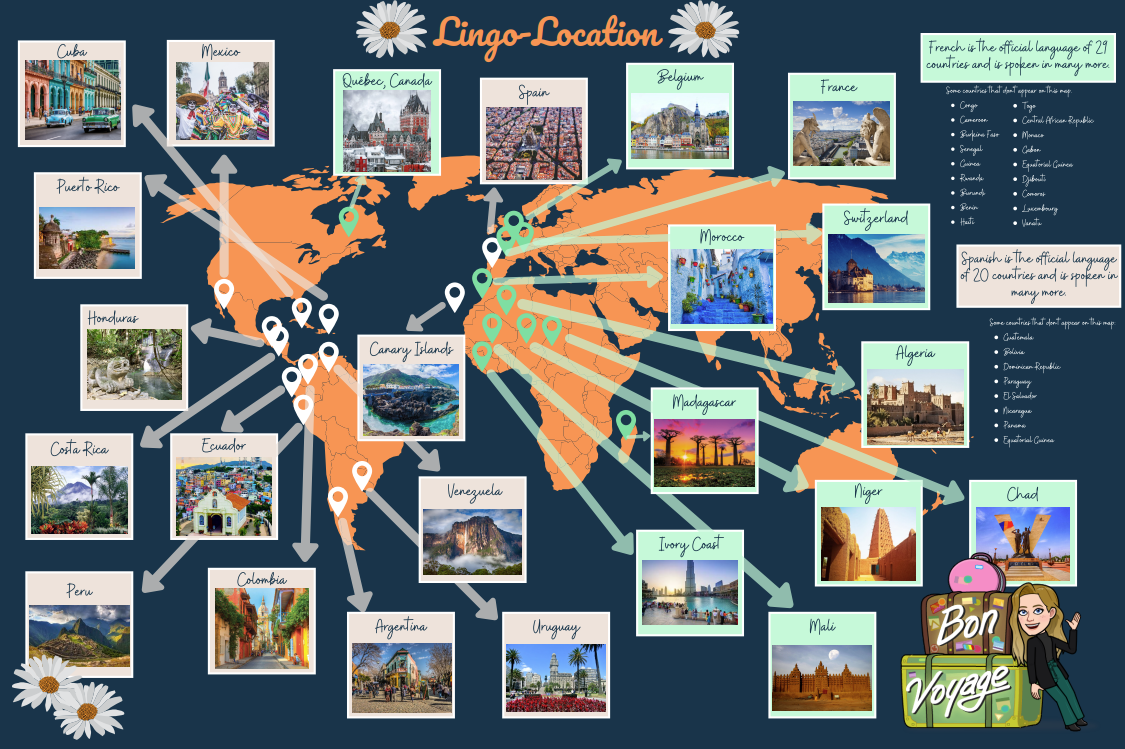 Lingo-Location
Cuba
Mexico
Québec, Canada
Spain
Belgium
France
French is the official language of 29
countries and is spoken in many more.
Some countries that don't appear on this map:
Congo
Cameroon
Burkina Faso
Senegal
Guinea
Rwanda
Burundi
Benin
Haiti
Togo
Central African Republic
Monaco
Gabon
Equatorial Guinea
Djibouti
Comoros
Luxembourg
Vanuatu
Puerto Rico
Morocco
Switzerland
Spanish is the official language
of 20 countries and is spoken in
many more.
Some countries that don't appear on this map:
Guatemala
Bolivia
Dominican Republic
Paraguay
El Salvador
Nicaragua
Panama
Equatorial Guinea
Honduras
Canary Islands
Algeria
Madagascar
Costa Rica
Ecuador
Venezuela
Niger
Chad
Ivory Coast
Peru
Colombia
Argentina
Uruguay
Mali
Bon
Voyage